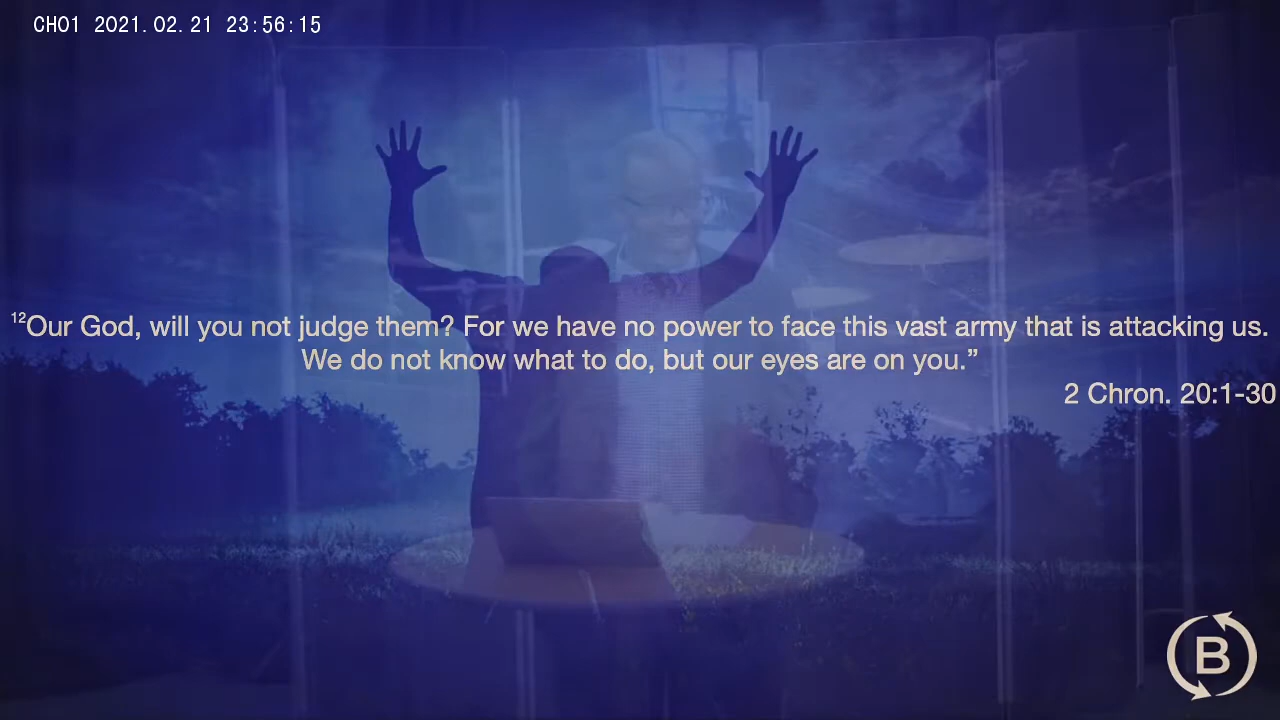 CH01 2021.02.21 23:56:15
¹²Our God, will you not judge them? For we have no power to face this vast army that is attacking us.
We do not know what to do, but our eyes are on you.”
2 Chron. 20:1-30
B